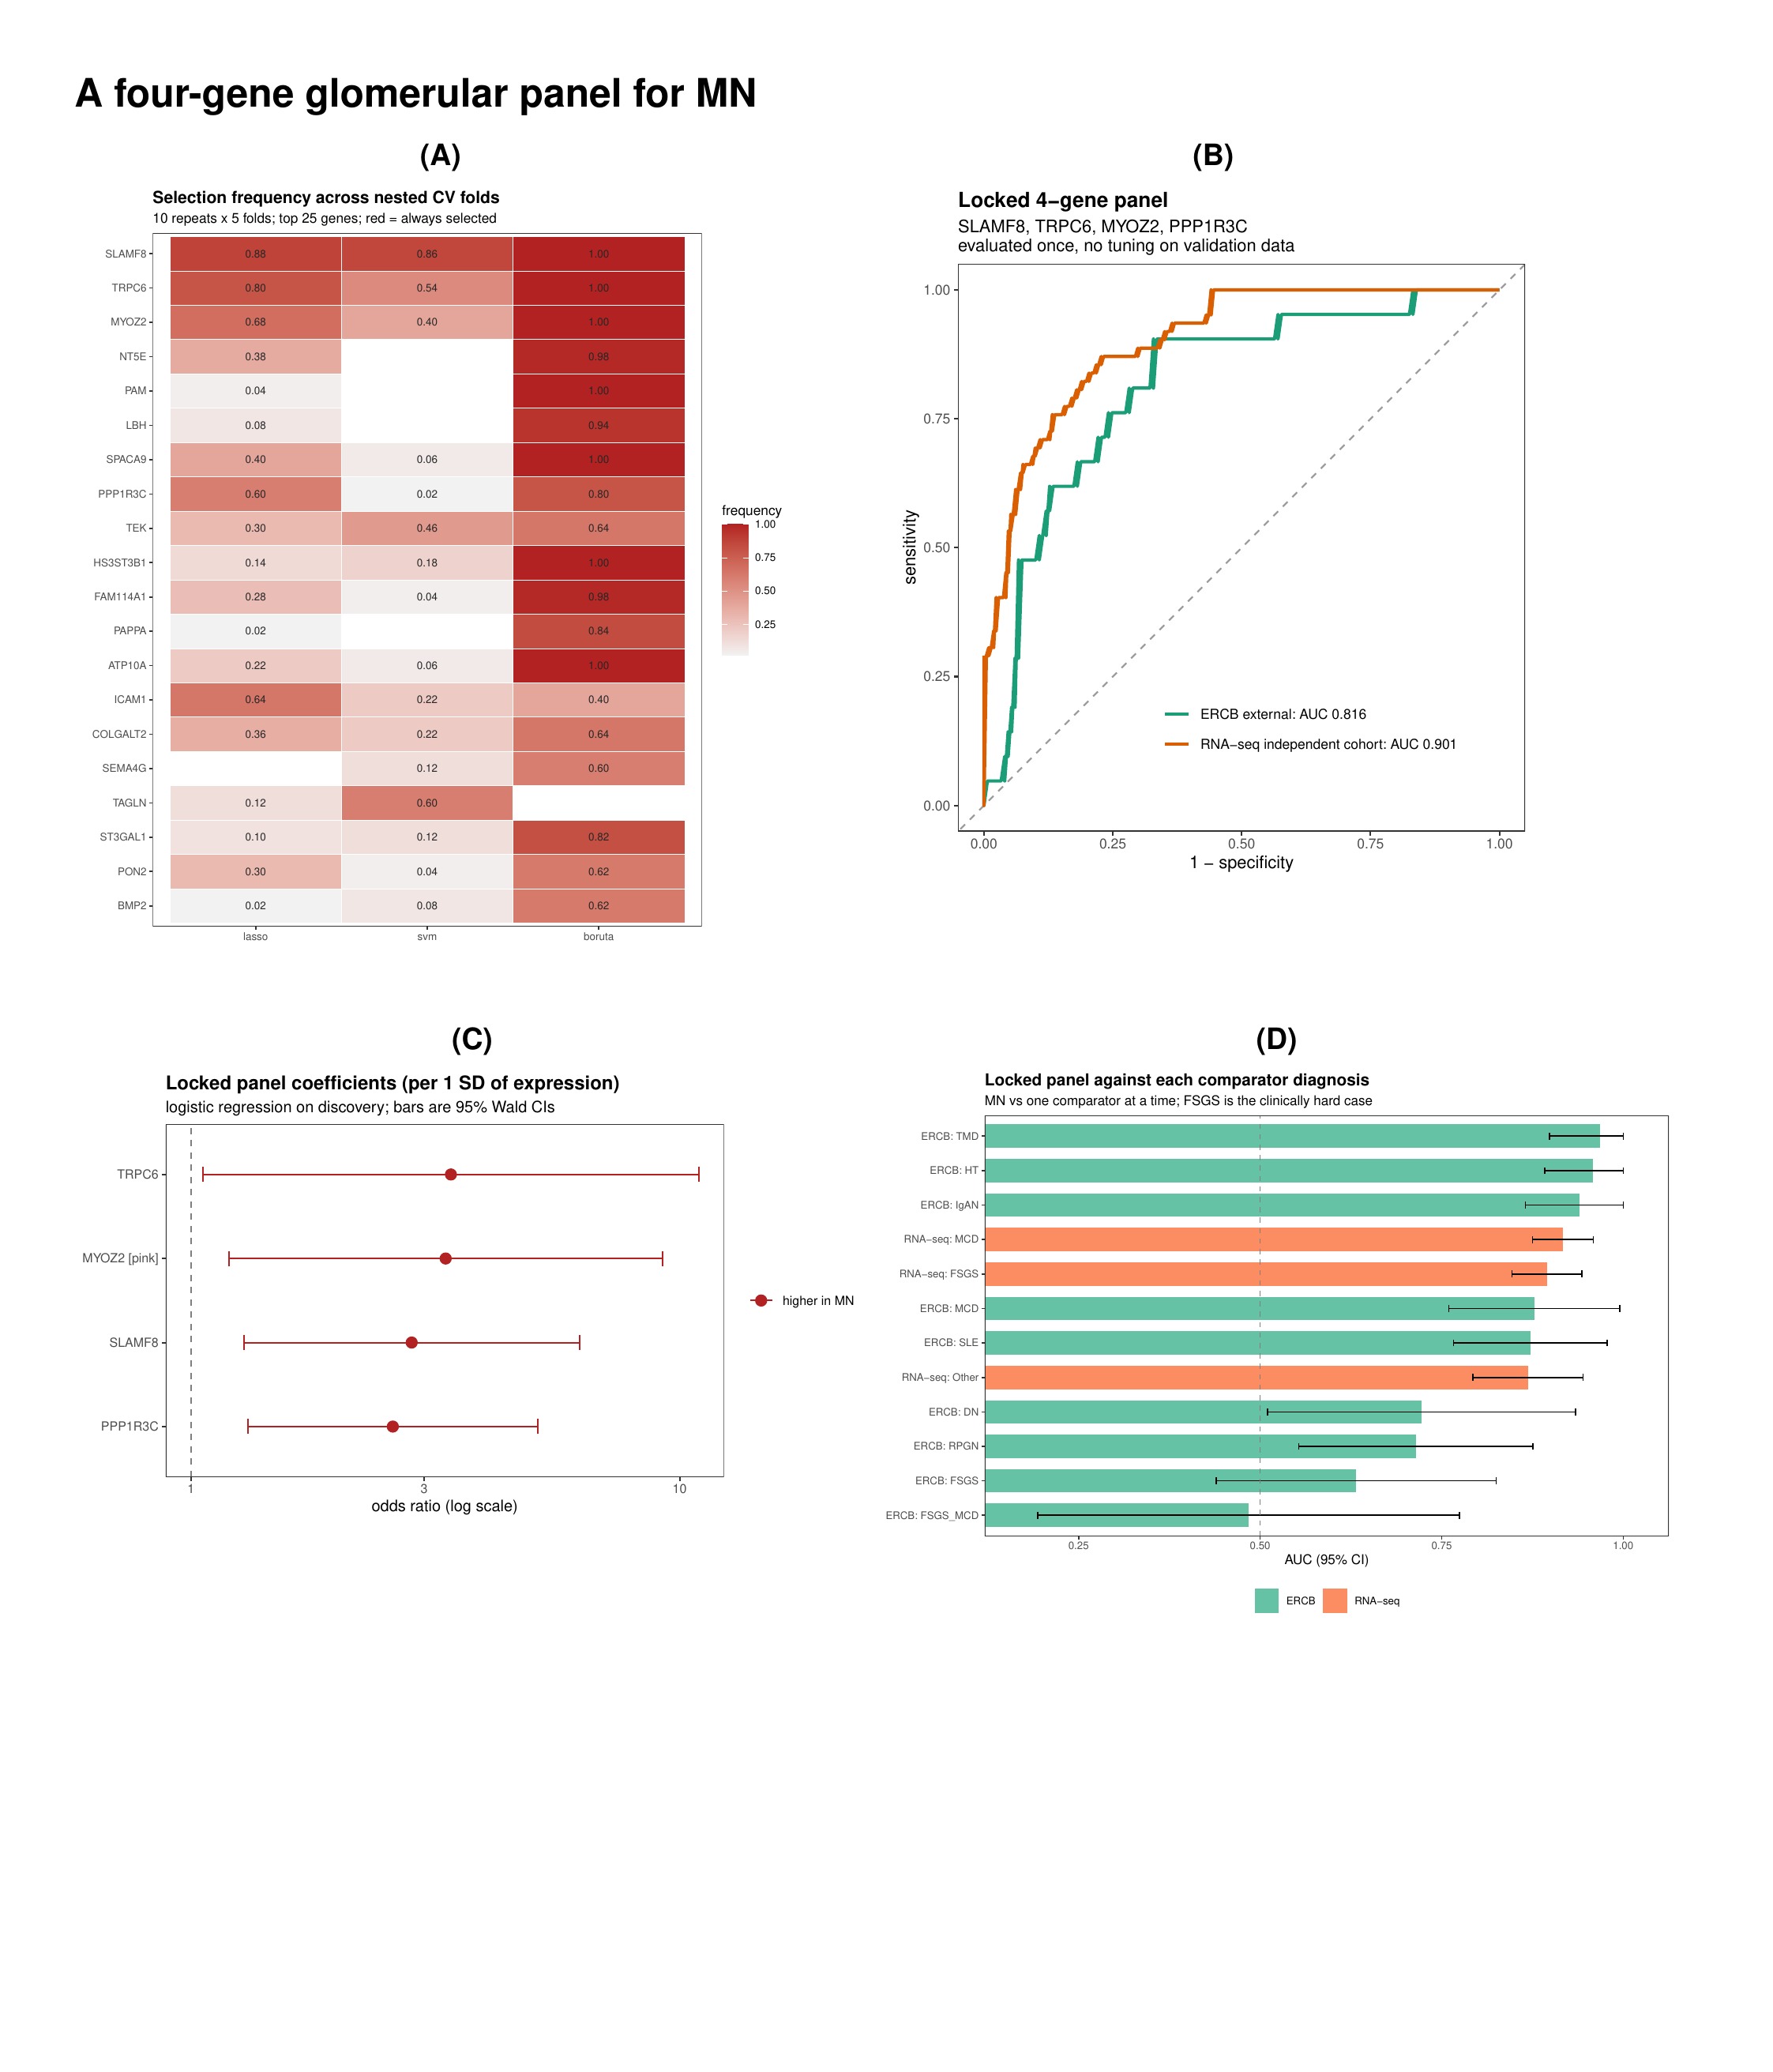 A four-gene glomerular panel for MN
(A)
Selection frequency across nested CV folds
10 repeats x 5 folds; top 25 genes; red = always selected
SLAMF8 0.88 0.86 1.00
TRPC6 0.80 0.54 1.00
MYOZ2 0.68 0.40 1.00
NT5E 0.38 0.98
PAM 0.04 1.00
LBH 0.08 0.94
SPACA9 0.40 0.06 1.00
PPP1R3C 0.60 0.02 0.80
TEK 0.30 0.46 0.64
HS3ST3B1 0.14 0.18 1.00
FAM114A1 0.28 0.04 0.98
PAPPA 0.02 0.84
ATP10A 0.22 0.06 1.00
ICAM1 0.64 0.22 0.40
COLGALT2 0.36 0.22 0.64
SEMA4G 0.12 0.60
TAGLN 0.12 0.60
ST3GAL1 0.10 0.12 0.82
PON2 0.30 0.04 0.62
BMP2 0.02 0.08 0.62
lasso svm boruta
frequency
1.00
0.75
0.50
0.25
(B)
Locked 4−gene panel
SLAMF8, TRPC6, MYOZ2, PPP1R3C
evaluated once, no tuning on validation data
sensitivity
1.00
0.75
0.50
0.25
0.00
ERCB external: AUC 0.816
RNA−seq independent cohort: AUC 0.901
0.00 0.25 0.50 0.75 1.00
1 − specificity
(C)
Locked panel coefficients (per 1 SD of expression)
logistic regression on discovery; bars are 95% Wald CIs
TRPC6
MYOZ2 [pink]
SLAMF8
PPP1R3C
1 3 10
odds ratio (log scale)
higher in MN
(D)
Locked panel against each comparator diagnosis
MN vs one comparator at a time; FSGS is the clinically hard case
ERCB: TMD
ERCB: HT
ERCB: IgAN
RNA−seq: MCD
RNA−seq: FSGS
ERCB: MCD
ERCB: SLE
RNA−seq: Other
ERCB: DN
ERCB: RPGN
ERCB: FSGS
ERCB: FSGS_MCD
0.25 0.50 0.75 1.00
AUC (95% CI)
ERCB RNA−seq